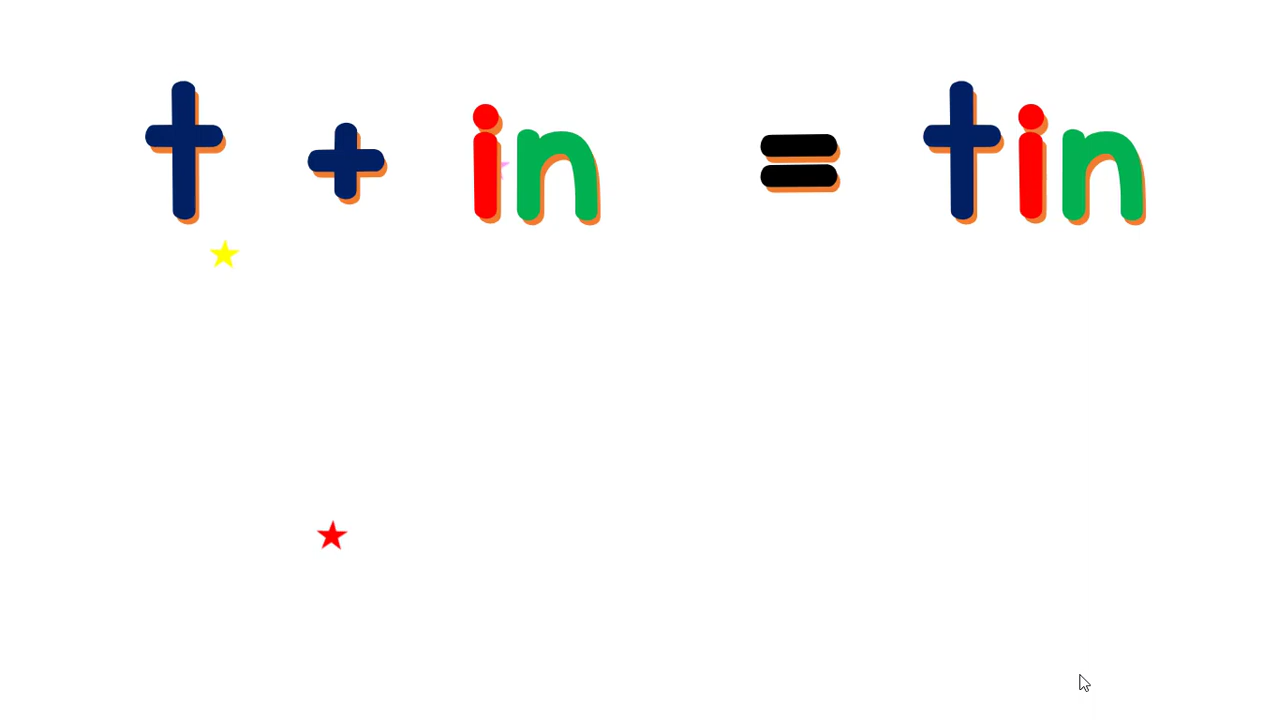 t + in = tin